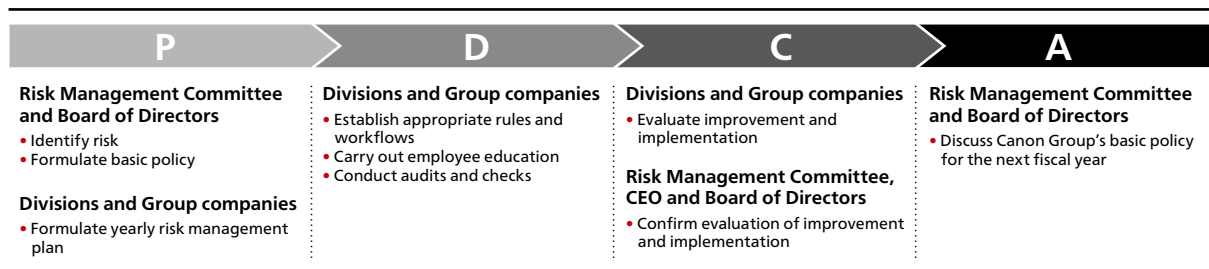 P
Risk Management Committee
and Board of Directors
• Identify risk
• Formulate basic policy
Divisions and Group companies
• Formulate yearly risk management
plan
D
Divisions and Group companies
• Establish appropriate rules and
workflows
• Carry out employee education
• Conduct audits and checks
C
Divisions and Group companies
• Evaluate improvement and
implementation
Risk Management Committee,
CEO and Board of Directors
• Confirm evaluation of improvement
and implementation
A
Risk Management Committee
and Board of Directors
• Discuss Canon Group’s basic policy
for the next fiscal year